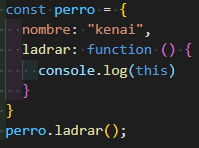 const perro = {
  nombre: "kenai",
  ladrar: function () {
    console.log(this)
  }
}
perro.ladrar();